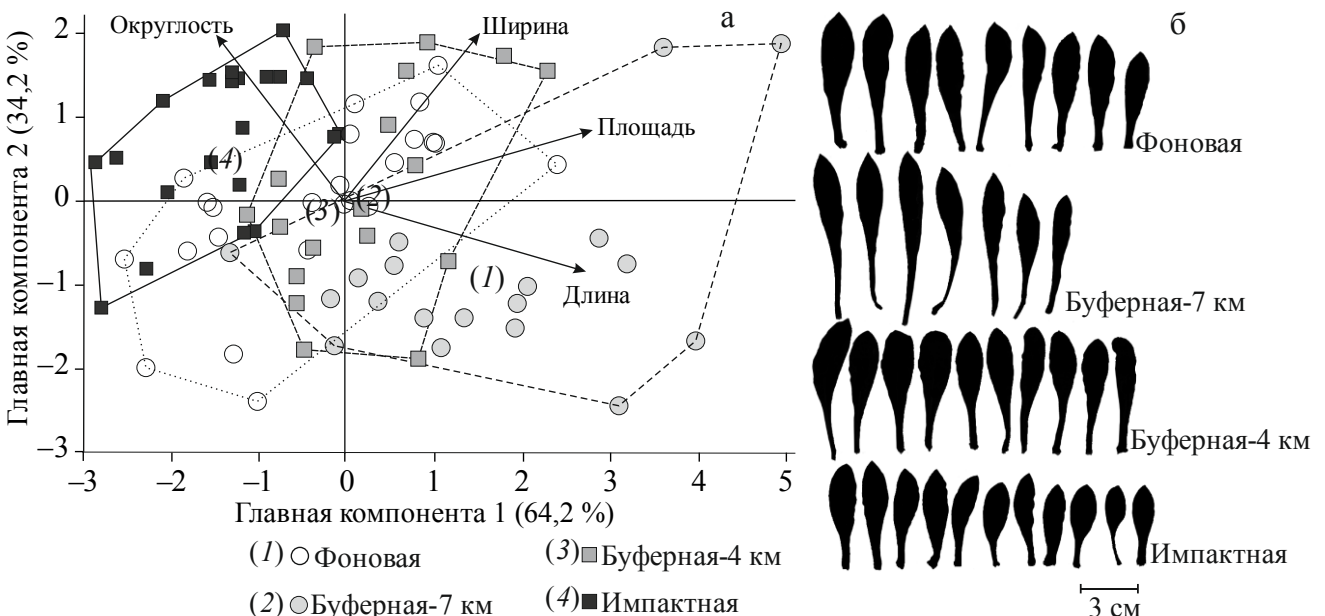 а
б
Округлость
Ширина
Площадь
Длина
(4)
(3)
(2)
(1)
Главная компонента 2 (34,2 %)
2
1
0
–1
–2
–3
–3
–2
–1
0
1
2
3
4
5
Главная компонента 1 (64,2 %)
(1) Фоновая
(2) Буферная-7 км
(3) Буферная-4 км
(4) Импактная
Фоновая
Буферная-7 км
Буферная-4 км
Импактная
3 см